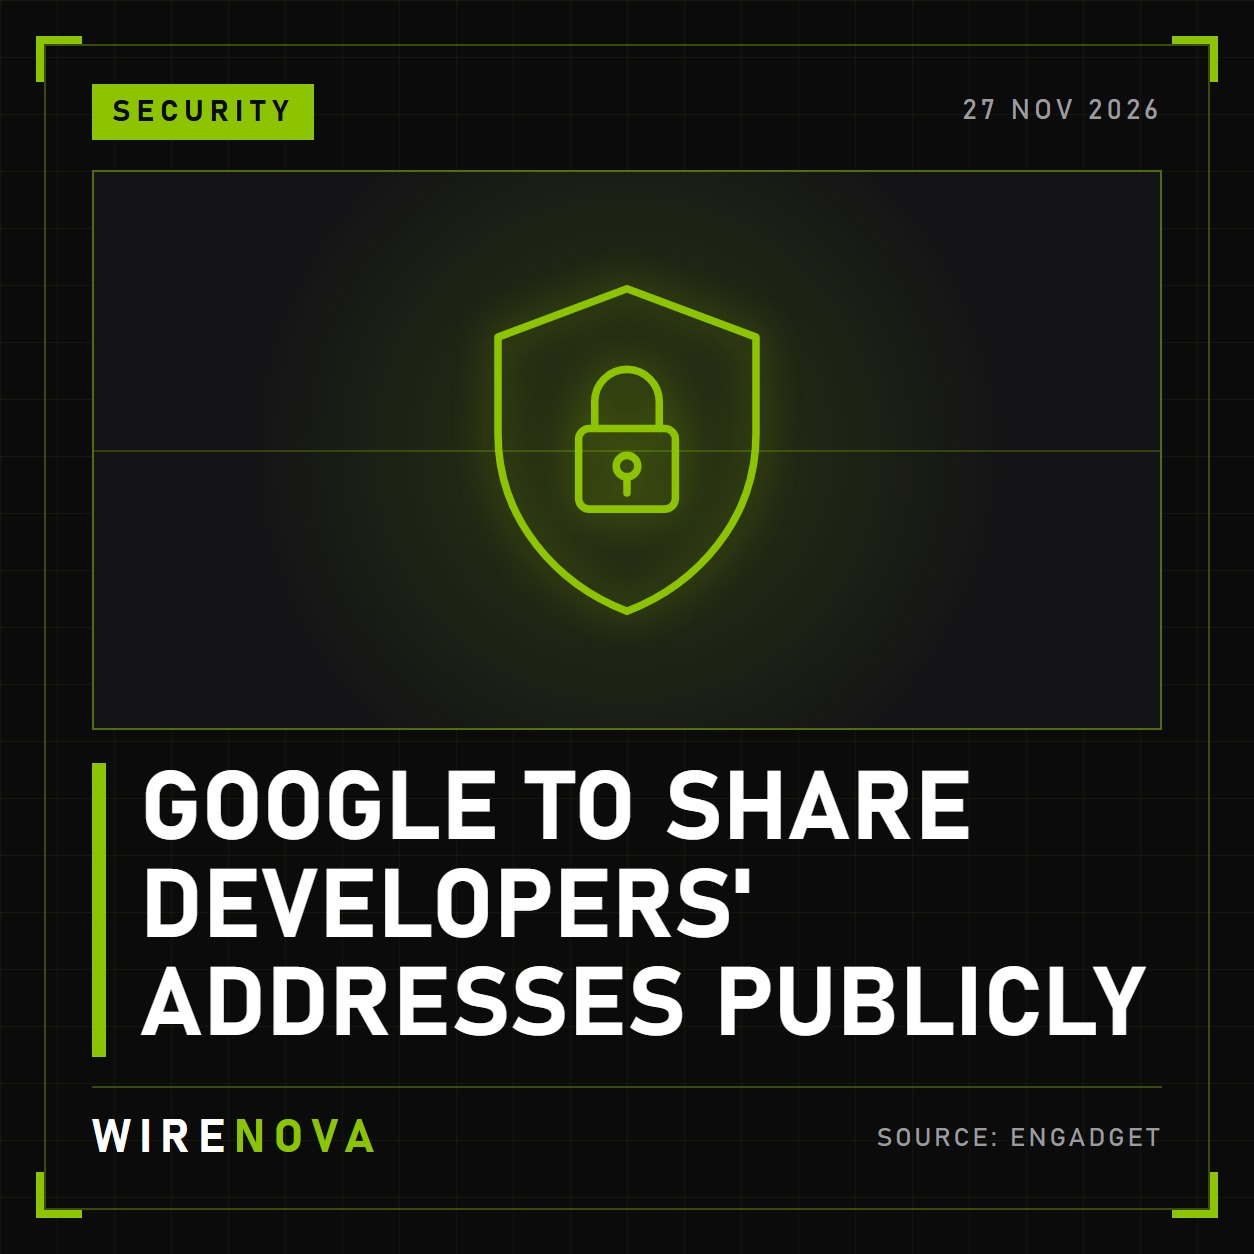 SECURITY
27 NOV 2026
GOOGLE TO SHARE
DEVELOPERS'
ADDRESSES PUBLICLY
WIRENOVA
SOURCE: ENGADGET